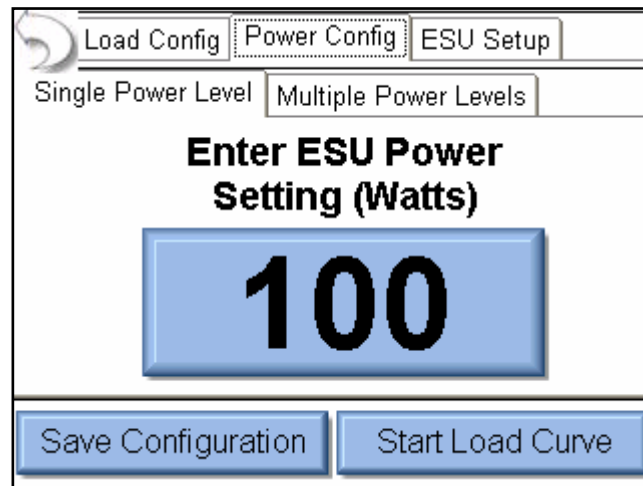 Load Config Power Config ESU Setup
Single Power Level Multiple Power Levels
Enter ESU Power
Setting (Watts)
100
Save Configuration Start Load Curve